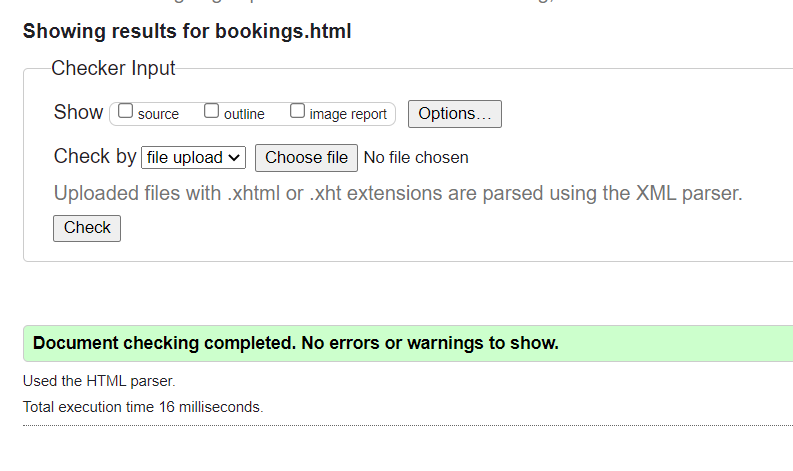 Showing results for bookings.html
Checker Input
Show source outline image report Options...
Check by file upload Choose file No file chosen
Uploaded files with .xhtml or .xht extensions are parsed using the XML parser.
Check
Document checking completed. No errors or warnings to show.
Used the HTML parser.
Total execution time 16 milliseconds.